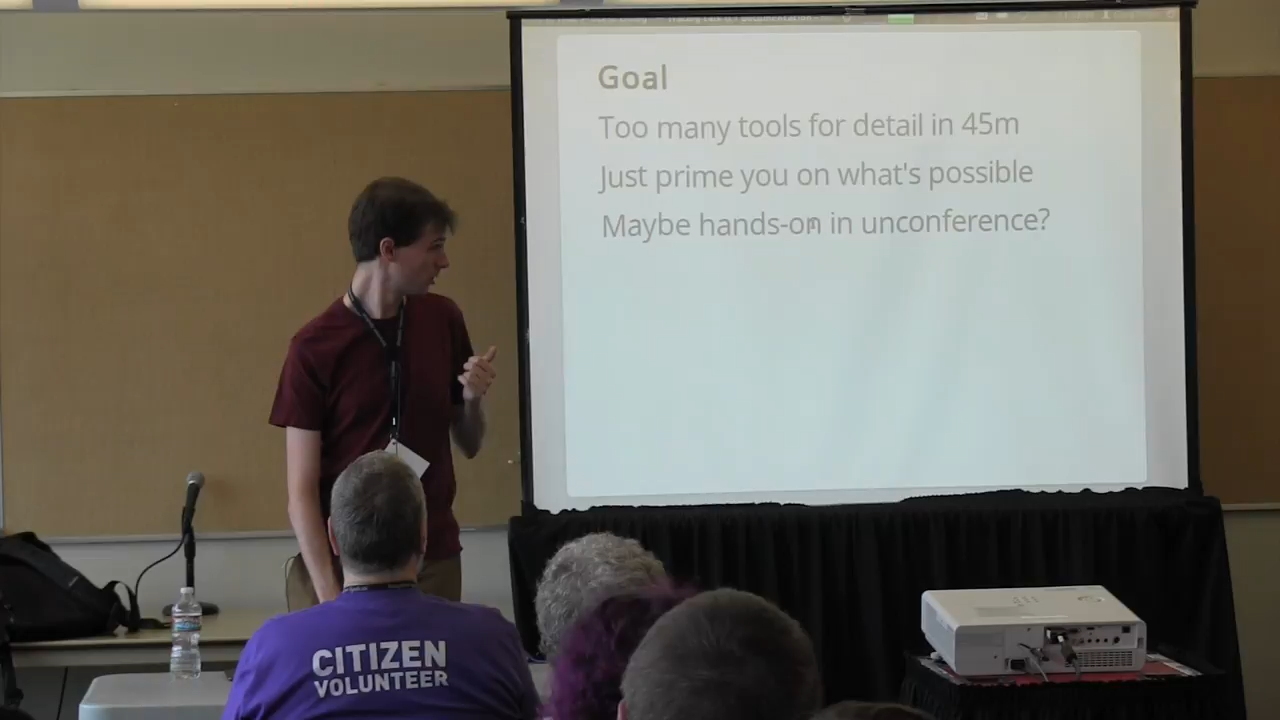 Goal
Too many tools for detail in 45m
Just prime you on what's possible
Maybe hands-on in unconference?
CITIZEN
VOLUNTEER